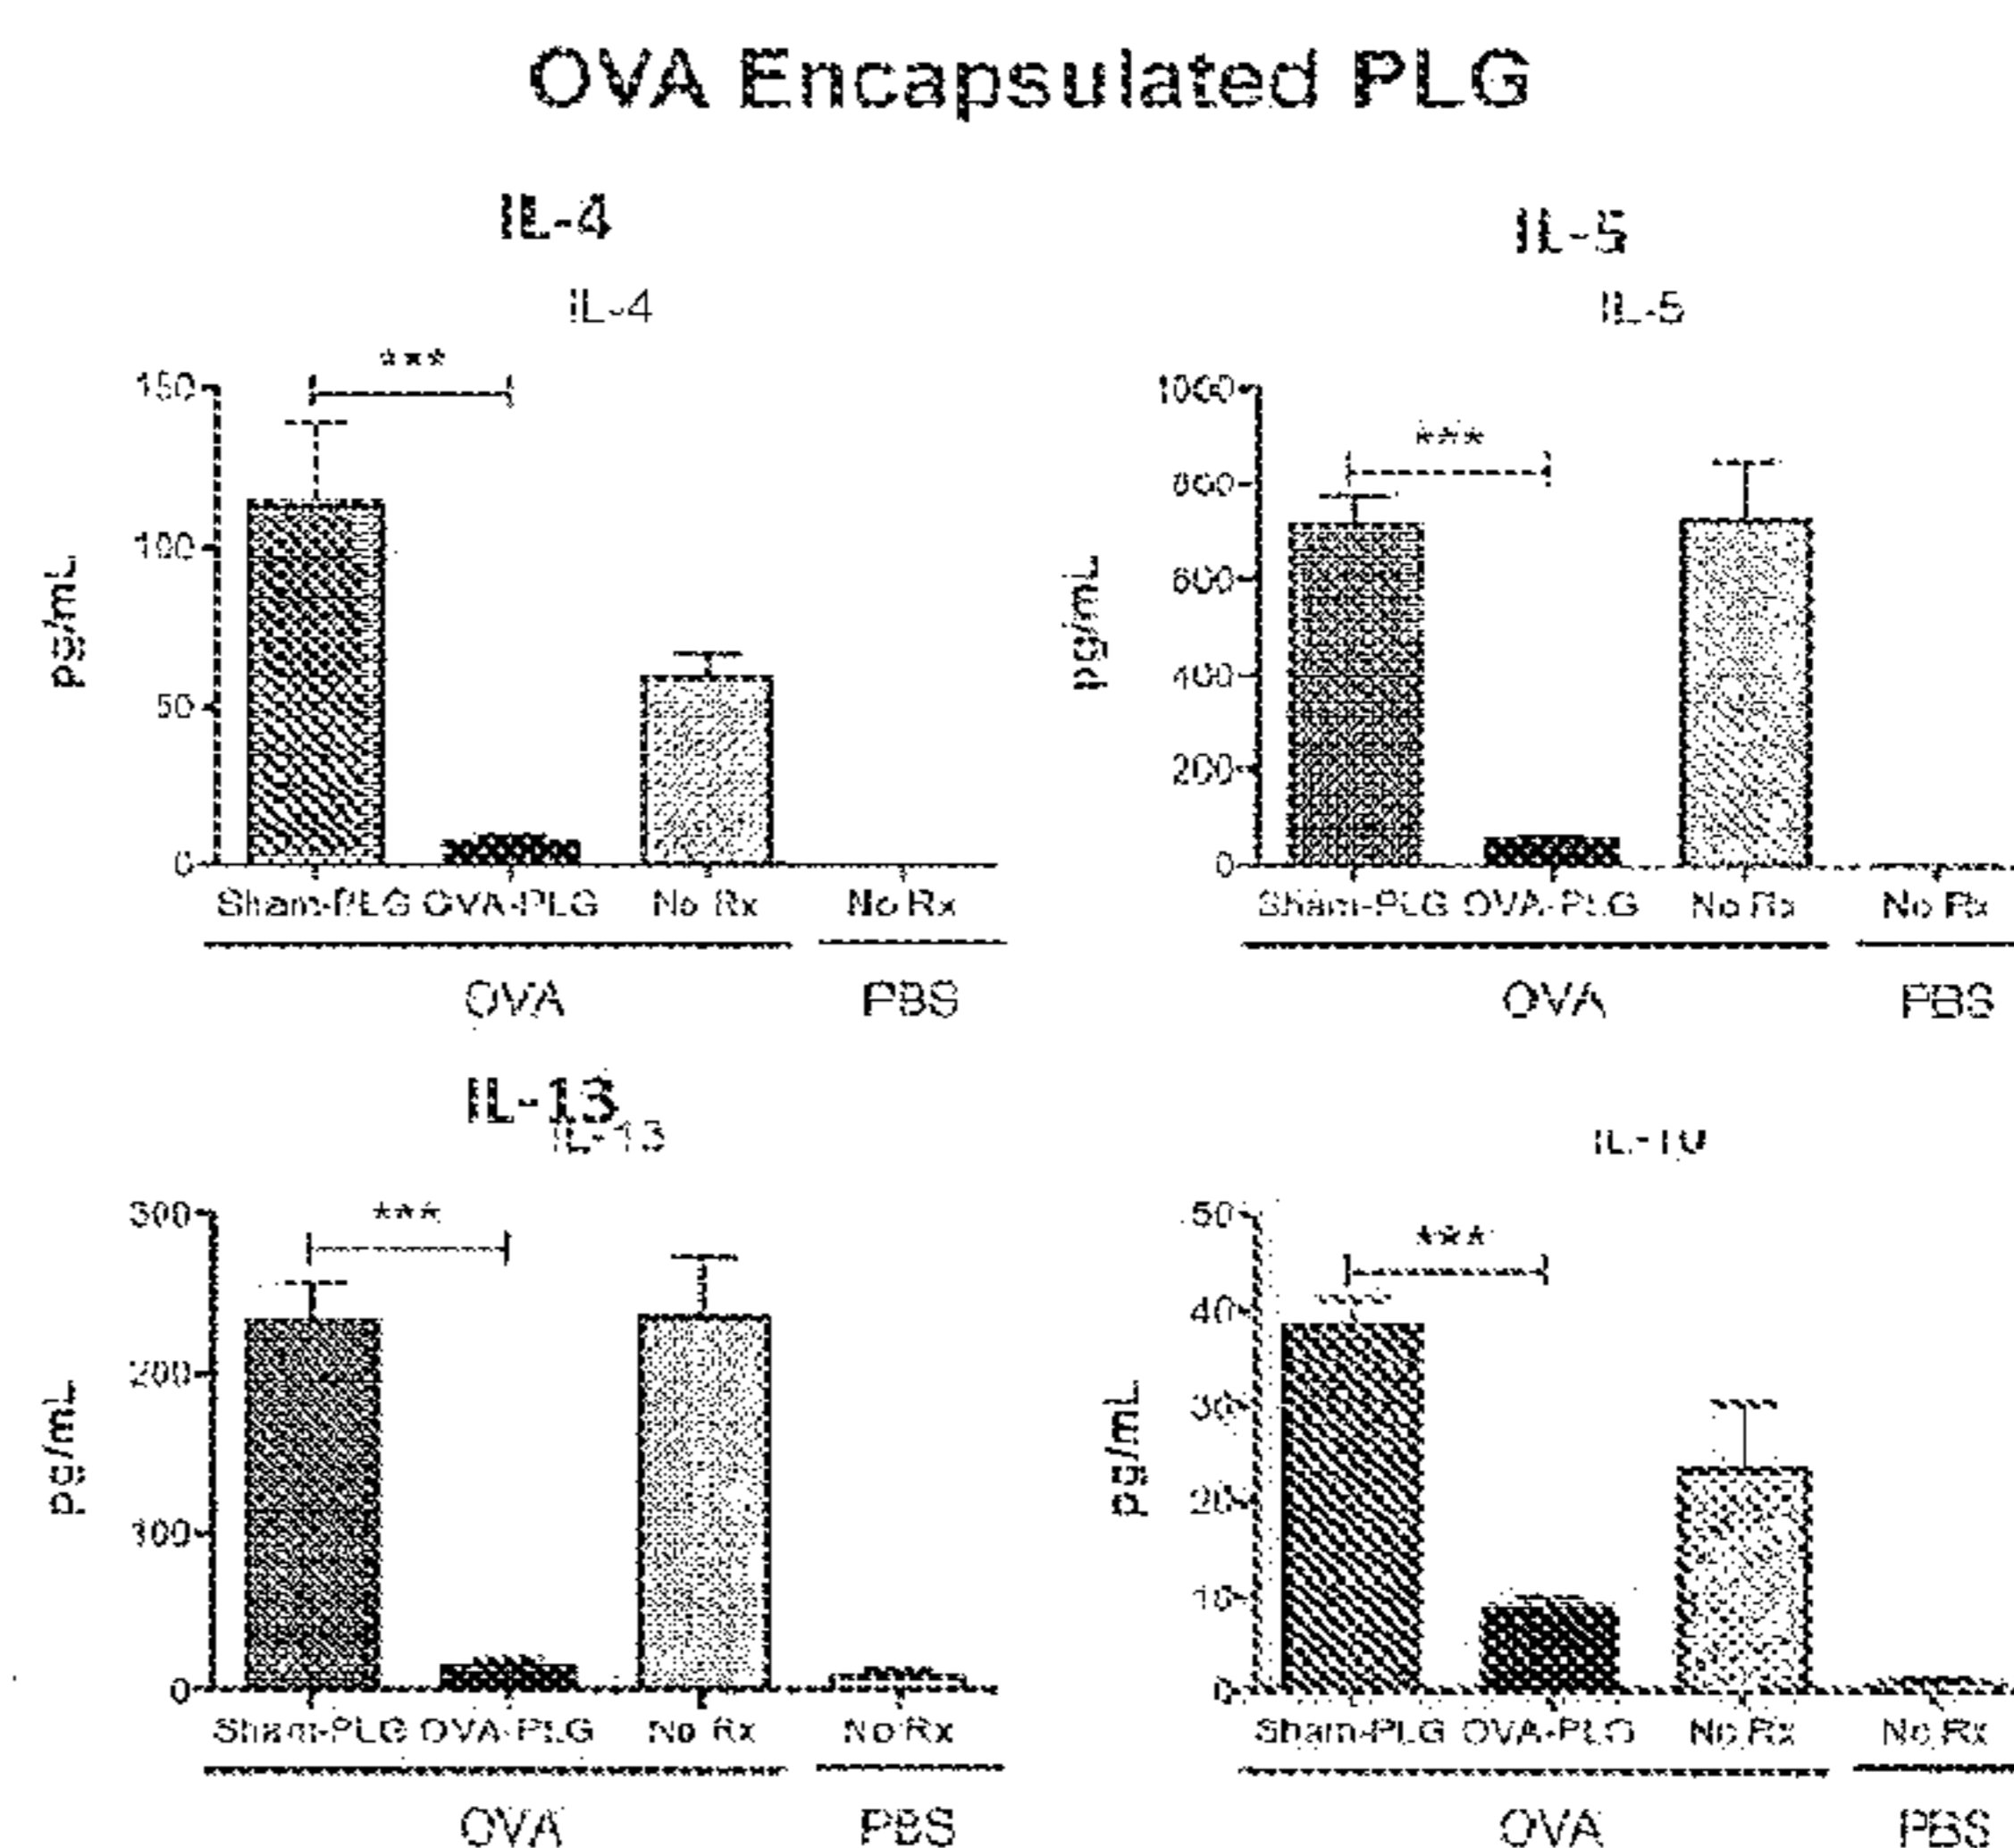 OVA Encapsulated PLG
IL-4
IL-4
***
150
100
50
0
pg/mL
Sham-PLG OVA-PLG No Rx No Rx
OVA PBS
IL-5
IL-5
***
1000
800
600
400
200
0
pg/mL
Sham-PLG OVA-PLG No Rx No Rx
OVA PBS
IL-13
IL-13
***
300
200
100
0
pg/mL
Sham-PLG OVA-PLG No Rx No Rx
OVA PBS
IL-10
***
50
40
30
20
10
0
pg/mL
Sham-PLG OVA-PLG No Rx No Rx
OVA PBS